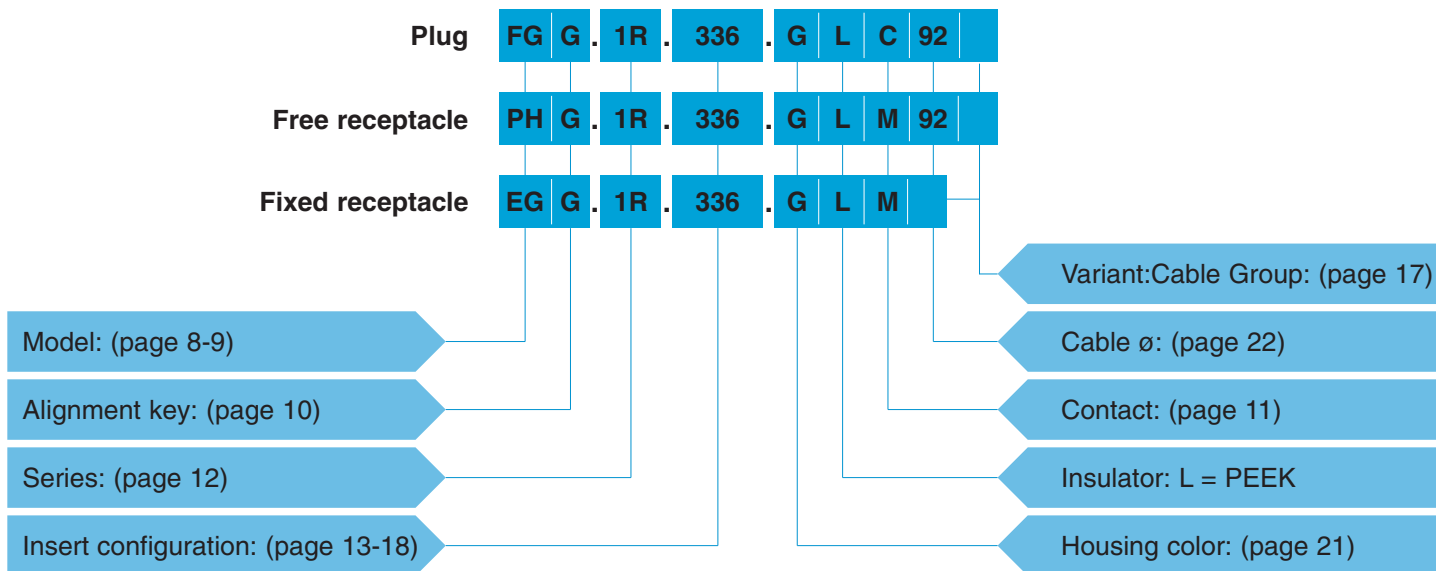 Plug FG G . 1R . 336 . G L C 92
Free receptacle PH G . 1R . 336 . G L M 92
Fixed receptacle EG G . 1R . 336 . G L M
Variant:Cable Group: (page 17)
Model: (page 8-9)
Cable ø: (page 22)
Alignment key: (page 10)
Contact: (page 11)
Series: (page 12)
Insulator: L = PEEK
Insert configuration: (page 13-18)
Housing color: (page 21)